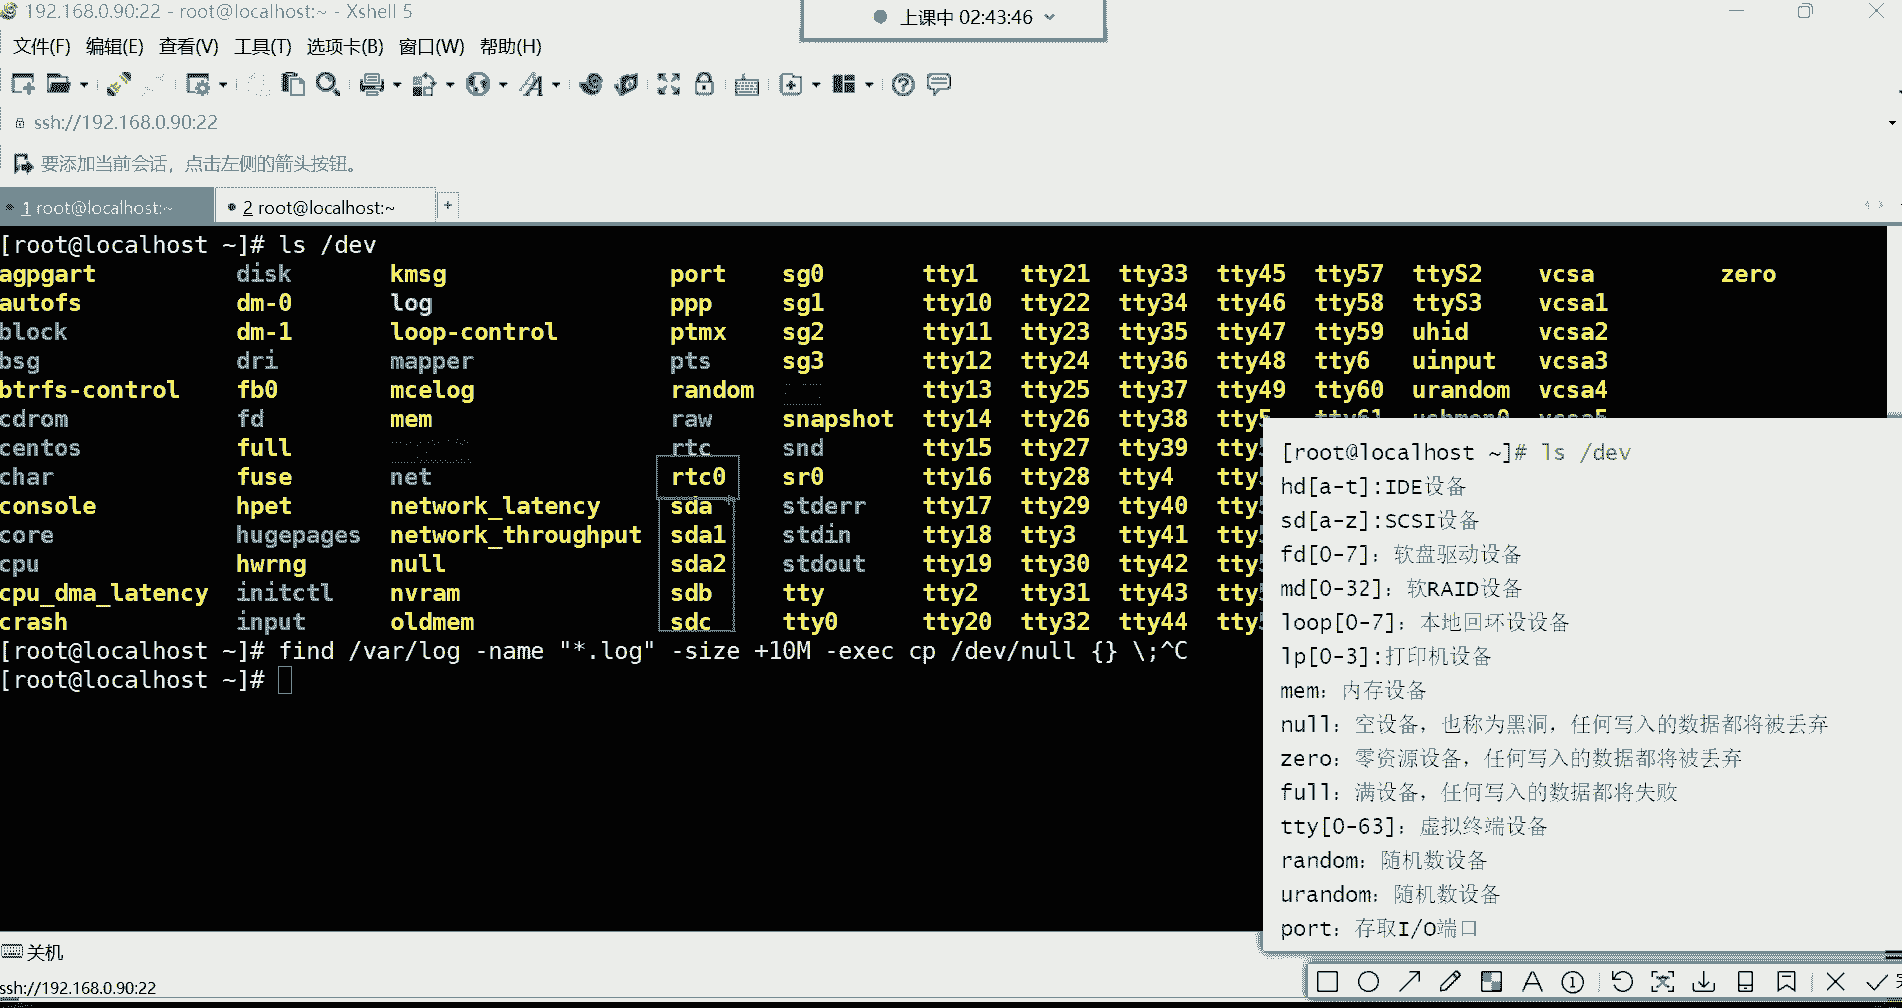 192.168.0.90:22 - root@localhost:~ - Xshell 5
上课中 02:43:46
文件(F) 编辑(E) 查看(V) 工具(T) 选项卡(B) 窗口(W) 帮助(H)
ssh://192.168.0.90:22
要添加当前会话，点击左侧的箭头按钮。
1 root@localhost:~ 2 root@localhost:~ +
[root@localhost ~]# ls /dev
agpgart disk kmsg port sg0 tty1 tty21 tty33 tty45 tty57 ttyS2 vcsa zero
autofs dm-0 log ppp sg1 tty10 tty22 tty34 tty46 tty58 ttyS3 vcsa1
block dm-1 loop-control ptmx sg2 tty11 tty23 tty35 tty47 tty59 uhid vcsa2
bsg dri mapper pts sg3 tty12 tty24 tty36 tty48 tty6 uinput vcsa3
btrfs-control fb0 mcelog random tty13 tty25 tty37 tty49 tty60 urandom vcsa4
cdrom fd mem raw snapshot tty14 tty26 tty38 tty5 tty61 usbmon0 vcsa5
centos full rtc snd tty15 tty27 tty39 tty
char fuse net rtc0 sr0 tty16 tty28 tty4 tty
console hpet network_latency sda stderr tty17 tty29 tty40 tty
core hugepages network_throughput sda1 stdin tty18 tty3 tty41 tty
cpu hwrng null sda2 stdout tty19 tty30 tty42 tty
cpu_dma_latency initctl nvram sdb tty tty2 tty31 tty43 tty
crash input oldmem sdc tty0 tty20 tty32 tty44 tty
[root@localhost ~]# find /var/log -name "*.log" -size +10M -exec cp /dev/null {} \;^C
[root@localhost ~]#
[root@localhost ~]# ls /dev
hd[a-t]:IDE设备
sd[a-z]:SCSI设备
fd[0-7]：软盘驱动设备
md[0-32]：软RAID设备
loop[0-7]：本地回环设设备
lp[0-3]:打印机设备
mem：内存设备
null：空设备，也称为黑洞，任何写入的数据都将被丢弃
zero：零资源设备，任何写入的数据都将被丢弃
full：满设备，任何写入的数据都将失败
tty[0-63]：虚拟终端设备
random：随机数设备
urandom：随机数设备
port：存取I/O端口
关机
ssh://192.168.0.90:22